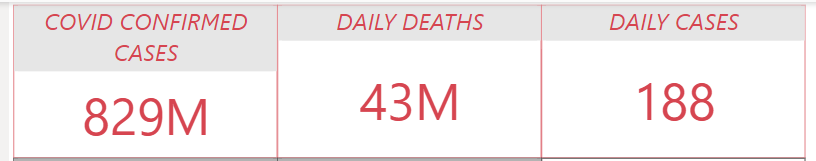 COVID CONFIRMED
CASES
829M
DAILY DEATHS
43M
DAILY CASES
188